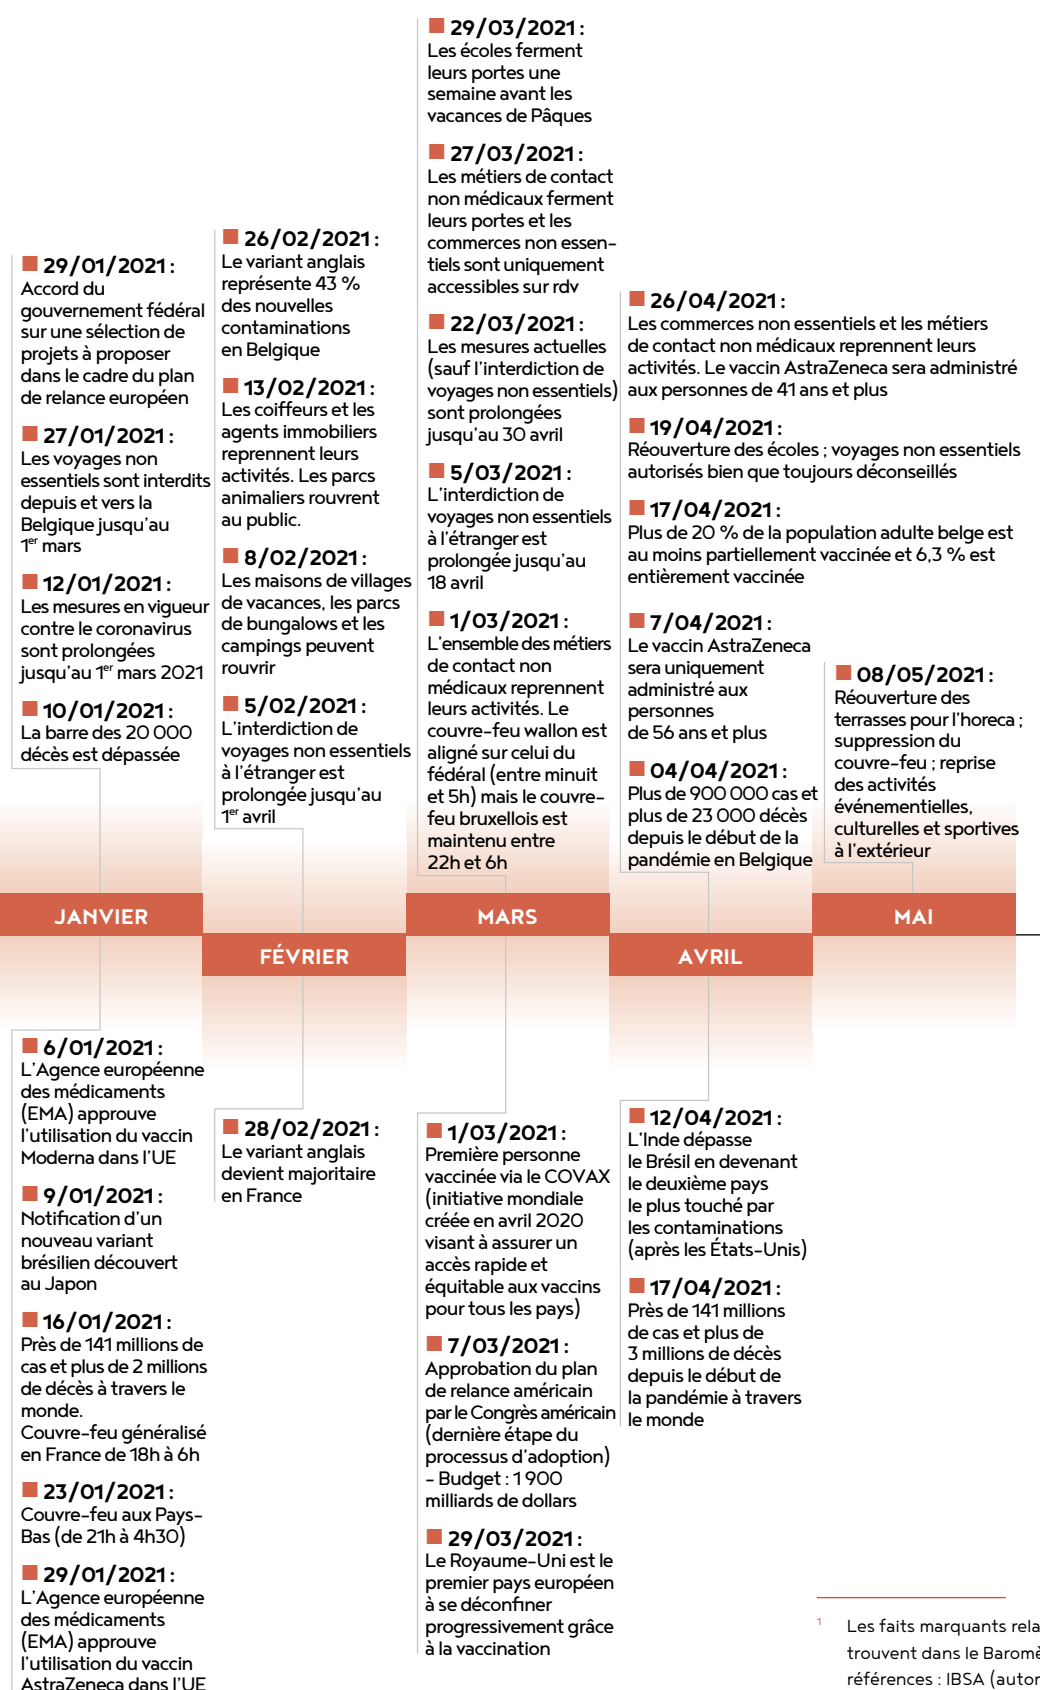 29/03/2021 :
Les écoles ferment
leurs portes une
semaine avant les
vacances de Pâques
27/03/2021 :
Les métiers de contact
non médicaux ferment
leurs portes et les
commerces non essen-
tiels sont uniquement
accessibles sur rdv
22/03/2021 :
Les mesures actuelles
(sauf l'interdiction de
voyages non essentiels)
sont prolongées
jusqu'au 30 avril
5/03/2021 :
L'interdiction de
voyages non essentiels
à l'étranger est
prolongée jusqu'au
18 avril
1/03/2021 :
L'ensemble des métiers
de contact non
médicaux reprennent
leurs activités. Le
couvre-feu wallon est
aligné sur celui du
fédéral (entre minuit
et 5h) mais le couvre-
feu bruxellois est
maintenu entre
22h et 6h
29/01/2021 :
Accord du
gouvernement fédéral
sur une sélection de
projets à proposer
dans le cadre du plan
de relance européen
27/01/2021 :
Les voyages non
essentiels sont interdits
depuis et vers la
Belgique jusqu'au
1er mars
12/01/2021 :
Les mesures en vigueur
contre le coronavirus
sont prolongées
jusqu'au 1er mars 2021
10/01/2021 :
La barre des 20 000
décès est dépassée
26/02/2021 :
Le variant anglais
représente 43 %
des nouvelles
contaminations
en Belgique
13/02/2021 :
Les coiffeurs et les
agents immobiliers
reprennent leurs
activités. Les parcs
animaliers rouvrent
au public.
8/02/2021 :
Les maisons de villages
de vacances, les parcs
de bungalows et les
campings peuvent
rouvrir
5/02/2021 :
L'interdiction de
voyages non essentiels
à l'étranger est
prolongée jusqu'au
1er avril
26/04/2021 :
Les commerces non essentiels et les métiers
de contact non médicaux reprennent leurs
activités. Le vaccin AstraZeneca sera administré
aux personnes de 41 ans et plus
19/04/2021 :
Réouverture des écoles ; voyages non essentiels
autorisés bien que toujours déconseillés
17/04/2021 :
Plus de 20 % de la population adulte belge est
au moins partiellement vaccinée et 6,3 % est
entièrement vaccinée
7/04/2021 :
Le vaccin AstraZeneca
sera uniquement
administré aux
personnes
de 56 ans et plus
04/04/2021 :
Plus de 900 000 cas et
plus de 23 000 décès
depuis le début de la
pandémie en Belgique
08/05/2021 :
Réouverture des
terrasses pour l'horeca ;
suppression du
couvre-feu ; reprise
des activités
événementielles,
culturelles et sportives
à l'extérieur
JANVIER
FÉVRIER
MARS
AVRIL
MAI
6/01/2021 :
L'Agence européenne
des médicaments
(EMA) approuve
l'utilisation du vaccin
Moderna dans l'UE
9/01/2021 :
Notification d'un
nouveau variant
brésilien découvert
au Japon
16/01/2021 :
Près de 141 millions de
cas et plus de 2 millions
de décès à travers le
monde.
Couvre-feu généralisé
en France de 18h à 6h
23/01/2021 :
Couvre-feu aux Pays-
Bas (de 21h à 4h30)
29/01/2021 :
L'Agence européenne
des médicaments
(EMA) approuve
l'utilisation du vaccin
AstraZeneca dans l'UE
28/02/2021 :
Le variant anglais
devient majoritaire
en France
1/03/2021 :
Première personne
vaccinée via le COVAX
(initiative mondiale
créée en avril 2020
visant à assurer un
accès rapide et
équitable aux vaccins
pour tous les pays)
7/03/2021 :
Approbation du plan
de relance américain
par le Congrès américain
(dernière étape du
processus d'adoption)
- Budget : 1 900
milliards de dollars
29/03/2021 :
Le Royaume-Uni est le
premier pays européen
à se déconfiner
progressivement grâce
à la vaccination
12/04/2021 :
L'Inde dépasse
le Brésil en devenant
le deuxième pays
le plus touché par
les contaminations
(après les États-Unis)
17/04/2021 :
Près de 141 millions
de cas et plus de
3 millions de décès
depuis le début de
la pandémie à travers
le monde
1 Les faits marquants rela
trouvent dans le Baromè
références : IBSA (autor